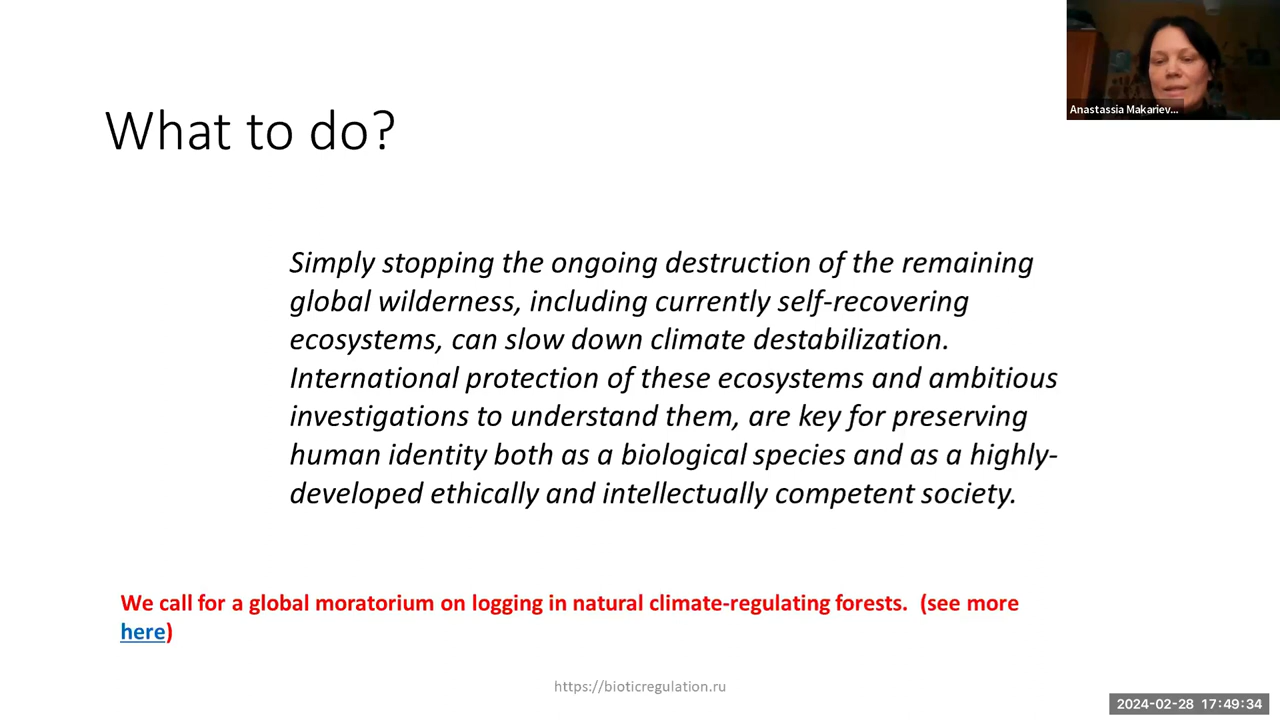 Anastassia Makariev...
What to do?
Simply stopping the ongoing destruction of the remaining
global wilderness, including currently self-recovering
ecosystems, can slow down climate destabilization.
International protection of these ecosystems and ambitious
investigations to understand them, are key for preserving
human identity both as a biological species and as a highly-
developed ethically and intellectually competent society.
We call for a global moratorium on logging in natural climate-regulating forests.  (see more
here)
https://bioticregulation.ru
2024-02-28 17:49:34